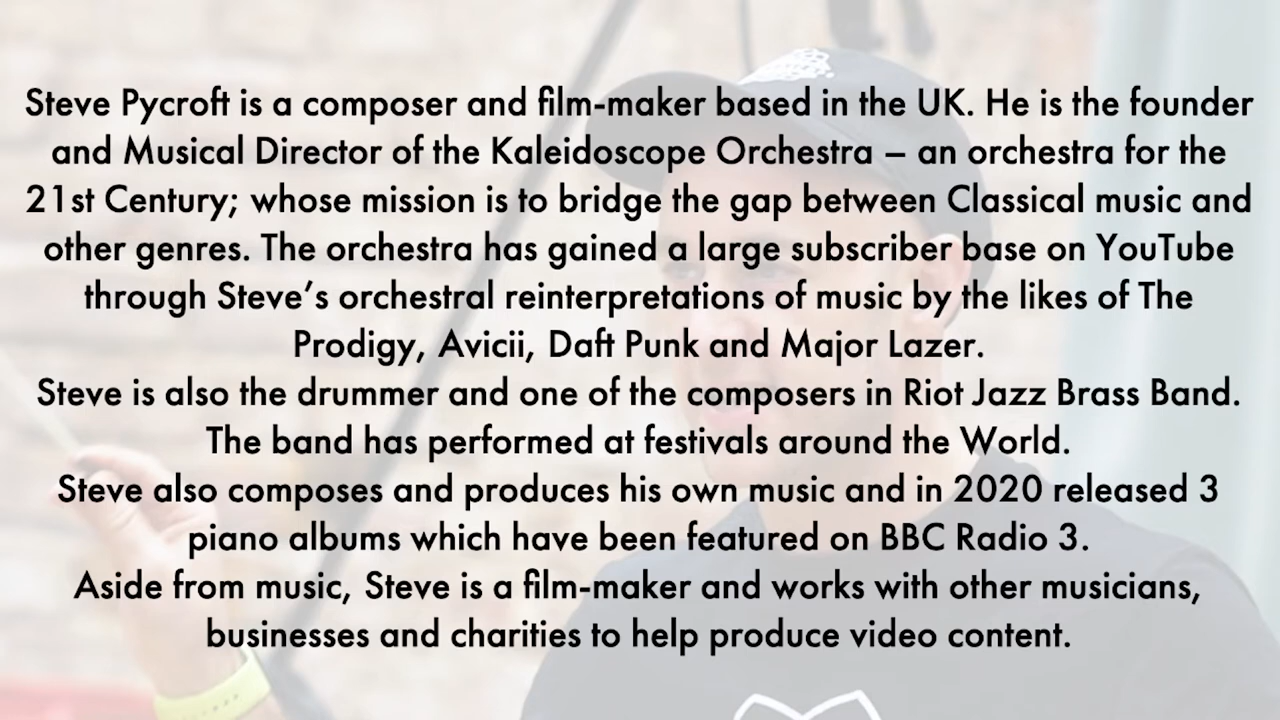 Steve Pycroft is a composer and film-maker based in the UK. He is the founder
and Musical Director of the Kaleidoscope Orchestra – an orchestra for the
21st Century; whose mission is to bridge the gap between Classical music and
other genres. The orchestra has gained a large subscriber base on YouTube
through Steve’s orchestral reinterpretations of music by the likes of The
Prodigy, Avicii, Daft Punk and Major Lazer.
Steve is also the drummer and one of the composers in Riot Jazz Brass Band.
The band has performed at festivals around the World.
Steve also composes and produces his own music and in 2020 released 3
piano albums which have been featured on BBC Radio 3.
Aside from music, Steve is a film-maker and works with other musicians,
businesses and charities to help produce video content.